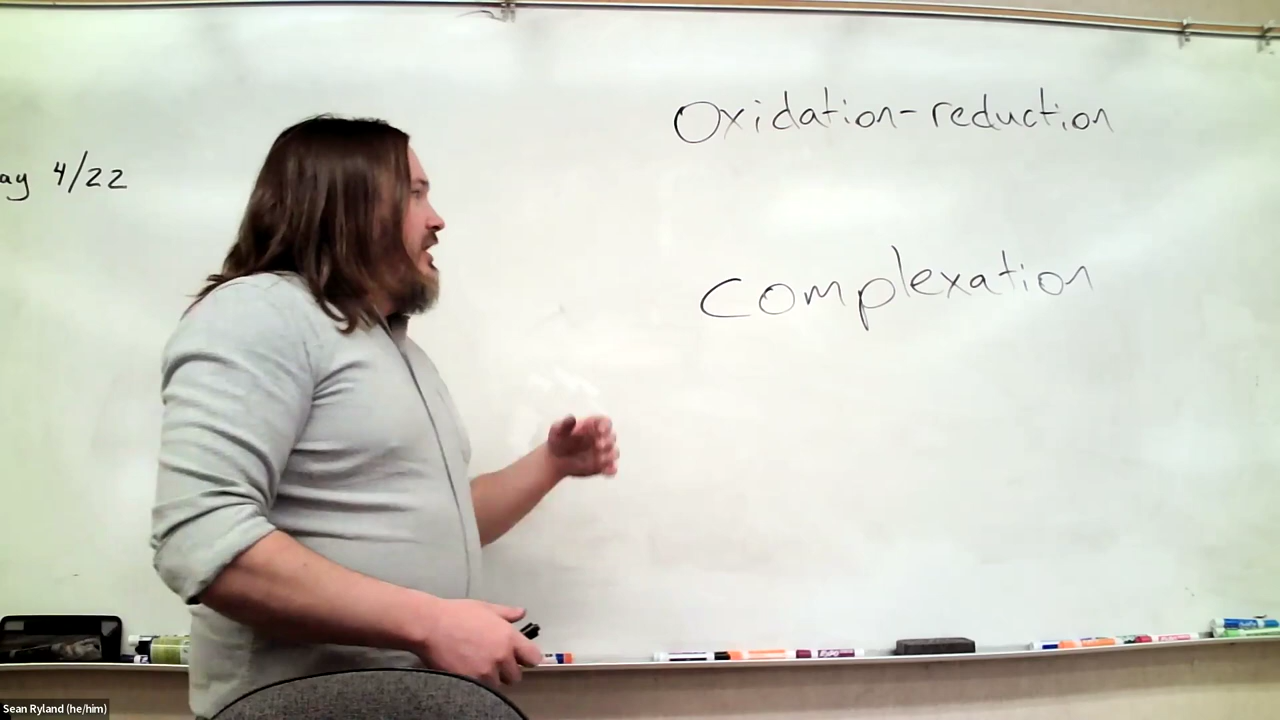 Oxidation-reduction
ay 4/22
Complexation
Sean Ryland (he/him)